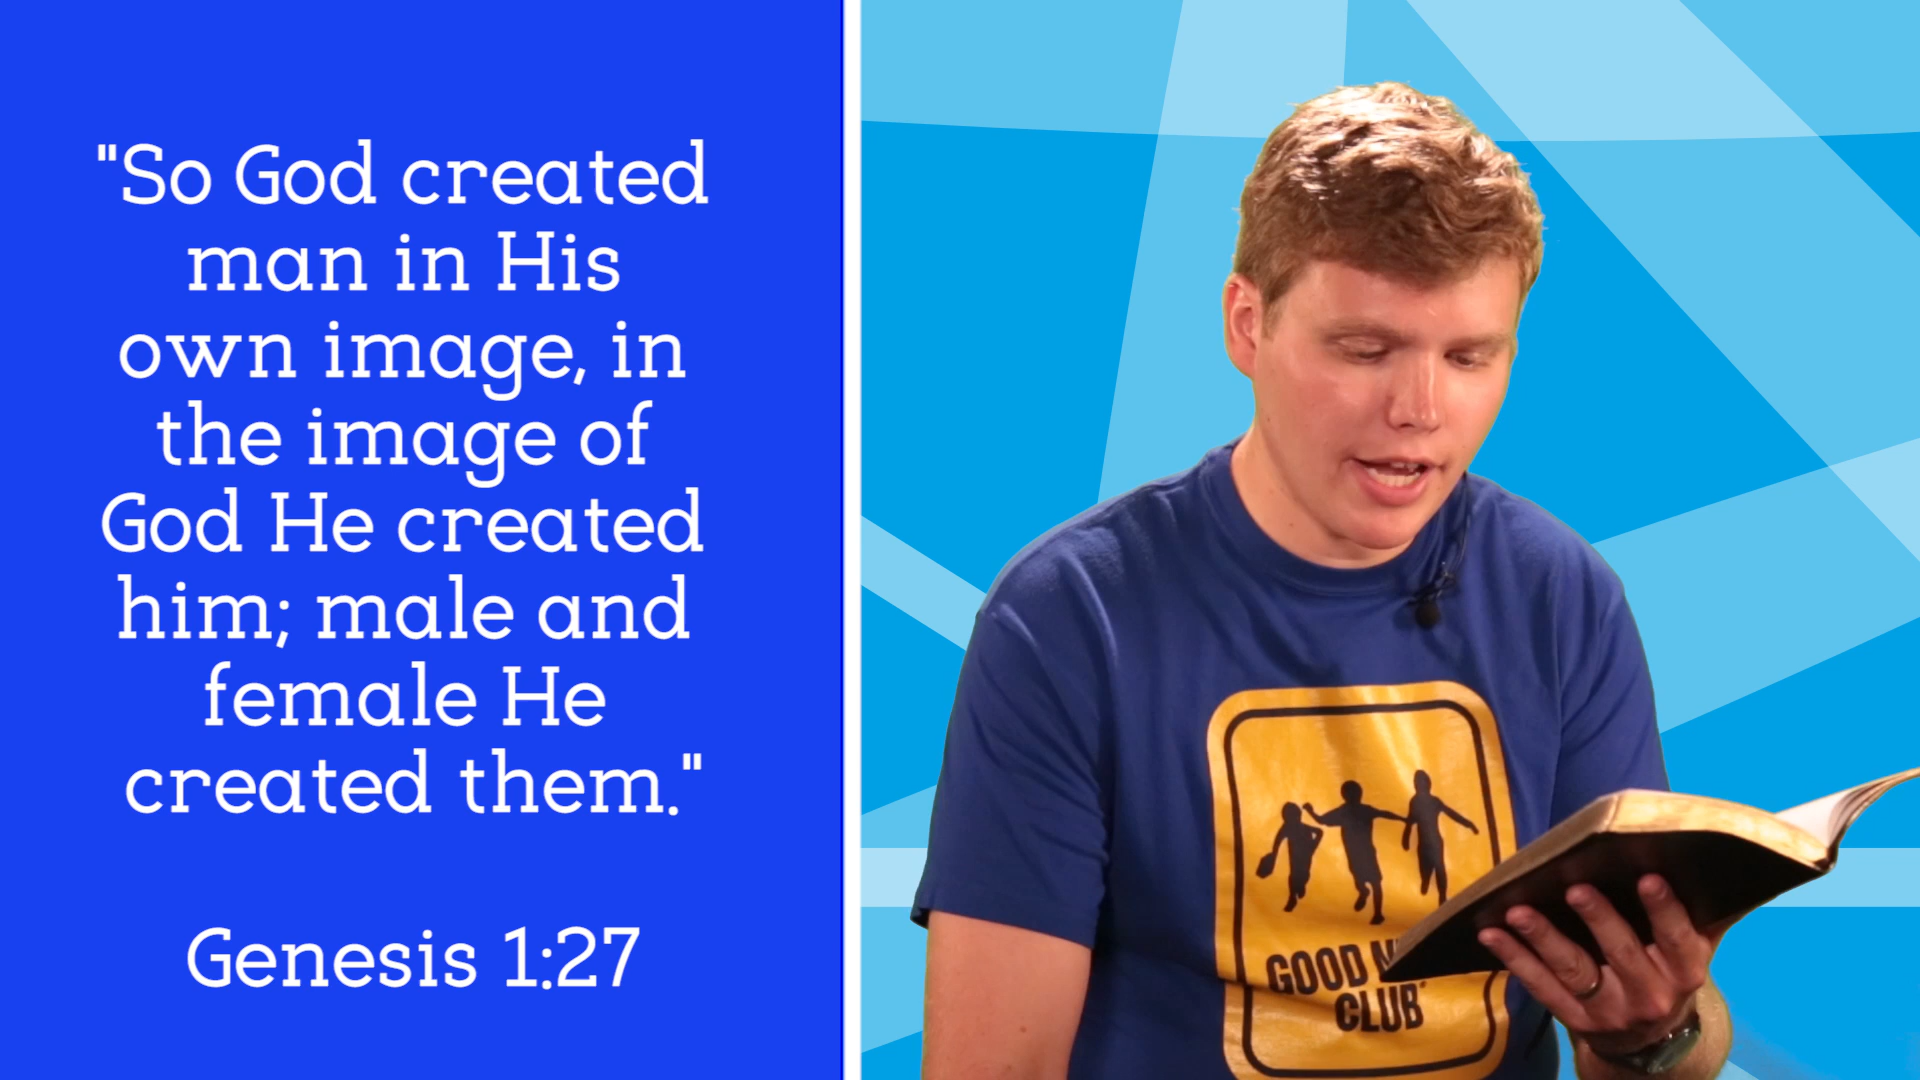 "So God created
man in His
own image, in
the image of
God He created
him; male and
female He
created them."
Genesis 1:27
GOOD
CLUB